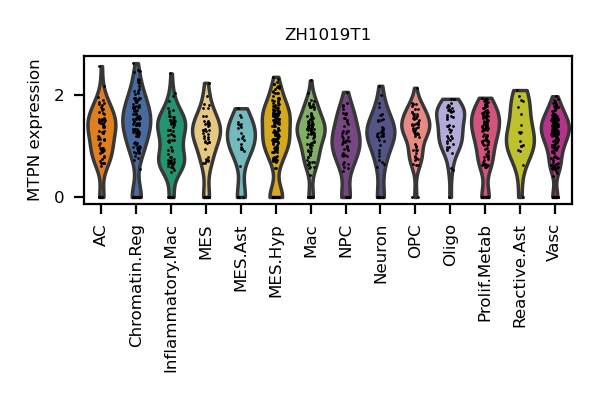 ZH1019T1
MTPN expression
2
0
AC
Chromatin.Reg
Inflammatory.Mac
MES
MES.Ast
MES.Hyp
Mac
NPC
Neuron
OPC
Oligo
Prolif.Metab
Reactive.Ast
Vasc